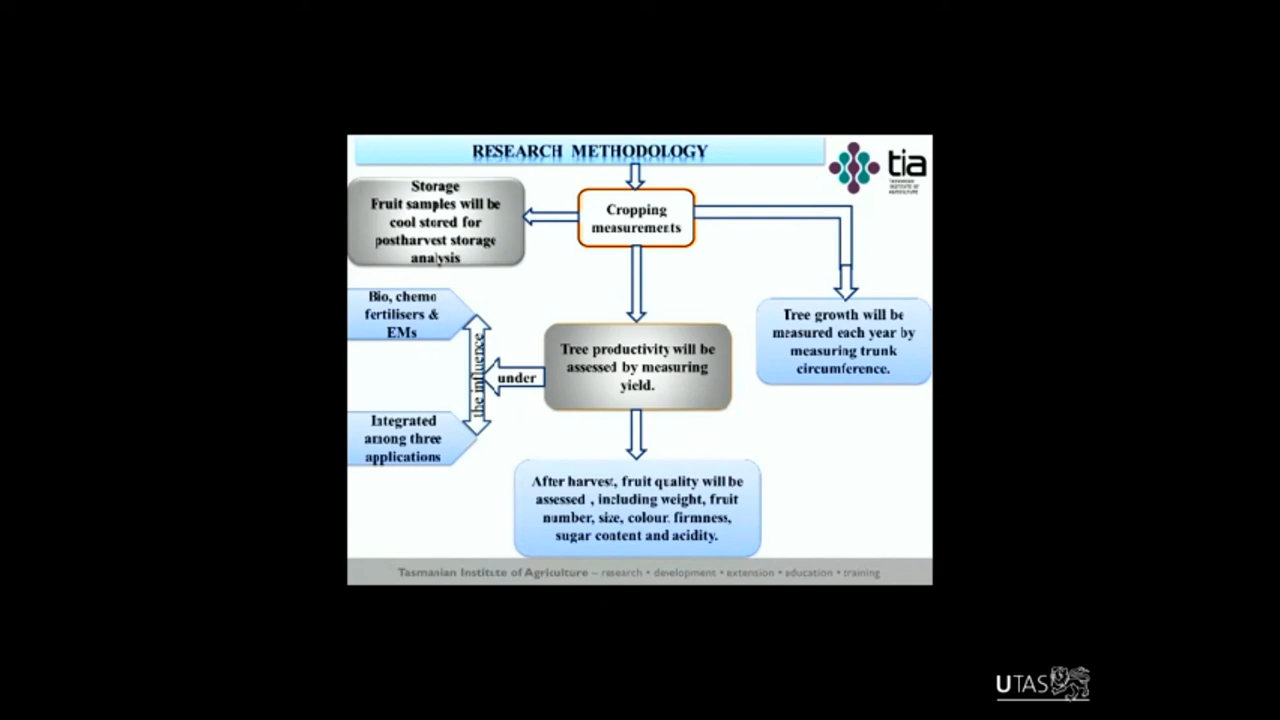 RESEARCH METHODOLOGY
tia
TASMANIAN
INSTITUTE OF
AGRICULTURE
Storage
Fruit samples will be
cool stored for
postharvest storage
analysis
Cropping
measurements
Bio, chemo
fertilisers &
EMs
the influence
under
Tree productivity will be
assessed by measuring
yield.
Tree growth will be
measured each year by
measuring trunk
circumference.
Integrated
among three
applications
After harvest, fruit quality will be
assessed , including weight, fruit
number, size, colour, firmness,
sugar content and acidity.
Tasmanian Institute of Agriculture – research • development • extension • education • training
UTAS